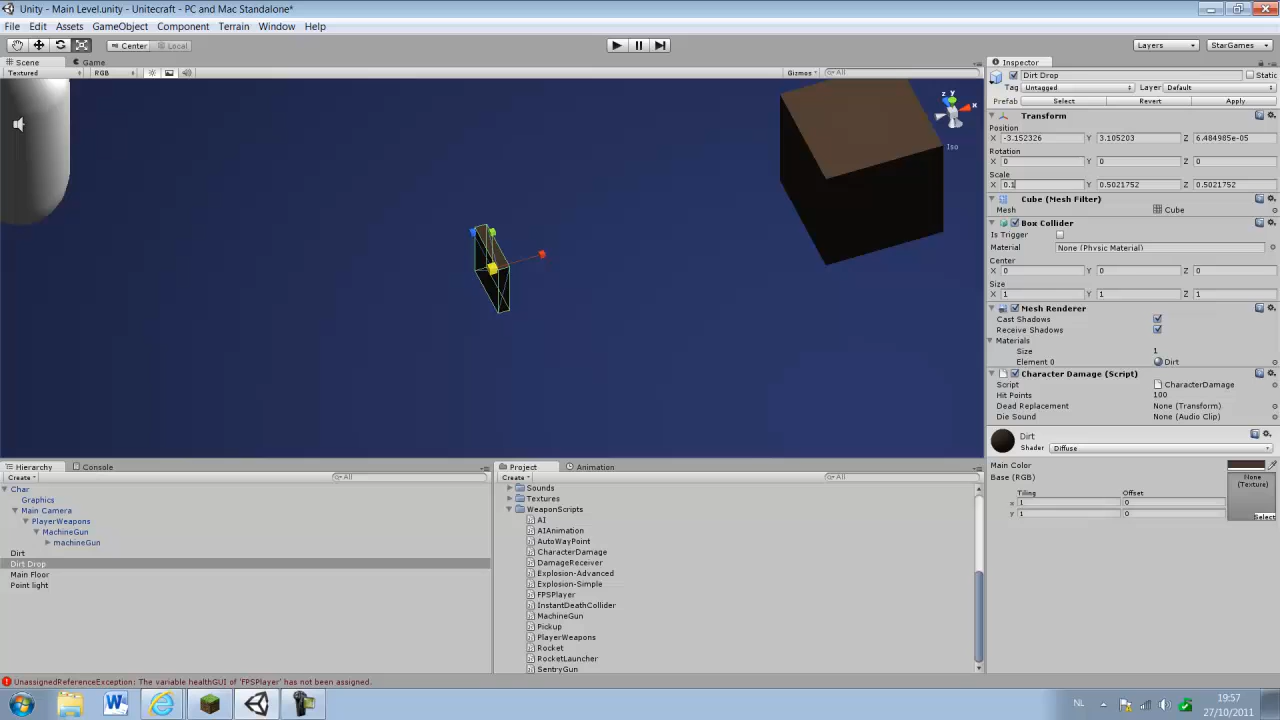 Unity - Main Level.unity - Unitecraft - PC and Mac Standalone*
File Edit Assets GameObject Component Terrain Window Help
Center Local Layers StarGames
Scene Game Inspector
Textured RGB Gizmos All
Dirt Drop Static
Tag Untagged Layer Default
Prefab Select Revert Apply
Transform
Position
X -3.152326 Y 3.105203 Z 6.484985e-05
Rotation
X 0 Y 0 Z 0
Scale
X 0.1 Y 0.5021752 Z 0.5021752
Cube (Mesh Filter)
Mesh Cube
Box Collider
Is Trigger
Material None (Physic Material)
Center
X 0 Y 0 Z 0
Size
X 1 Y 1 Z 1
Mesh Renderer
Cast Shadows
Receive Shadows
Materials
Size 1
Element 0 Dirt
Character Damage (Script)
Script CharacterDamage
Hit Points 100
Dead Replacement None (Transform)
Die Sound None (Audio Clip)
Dirt
Shader Diffuse
Main Color
Base (RGB) None (Texture)
Tiling Offset
x 1 0
y 1 0
Select
z y x
Iso
Hierarchy Console
Create All
Char
Graphics
Main Camera
PlayerWeapons
MachineGun
machineGun
Dirt
Dirt Drop
Main Floor
Point light
Project Animation
Create All
Sounds
Textures
WeaponScripts
AI
AIAnimation
AutoWayPoint
CharacterDamage
DamageReceiver
Explosion-Advanced
Explosion-Simple
FPSPlayer
InstantDeathCollider
MachineGun
Pickup
PlayerWeapons
Rocket
RocketLauncher
SentryGun
UnassignedReferenceException: The variable healthGUI of 'FPSPlayer' has not been assigned.
NL 19:57
27/10/2011